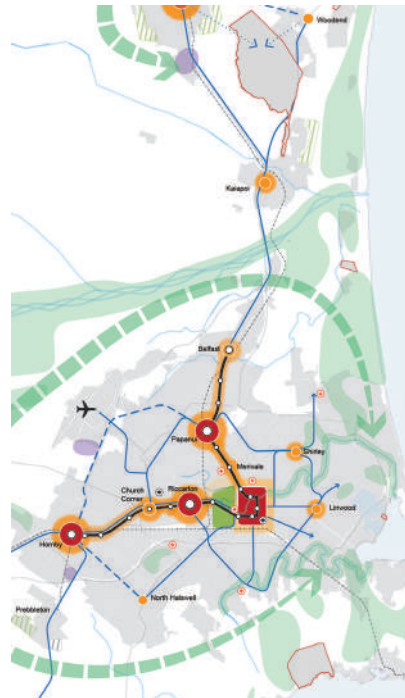 Woodend
Kaiapoi
Belfast
Papanui
Merivale
Shirley
Church
Corner
Riccarton
Linwood
Hornby
North Halswell
Prebbleton